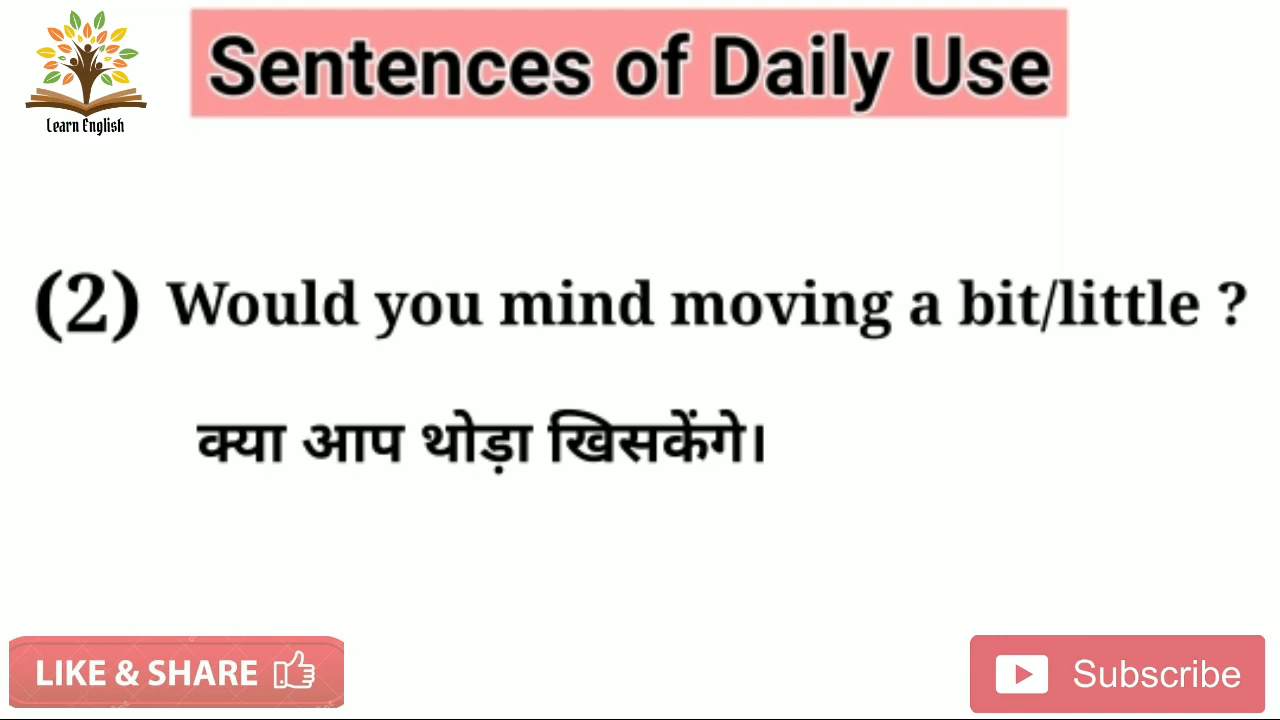 Learn English
Sentences of Daily Use
(2) Would you mind moving a bit/little ?
क्या आप थोड़ा खिसकेंगे।
LIKE & SHARE
Subscribe